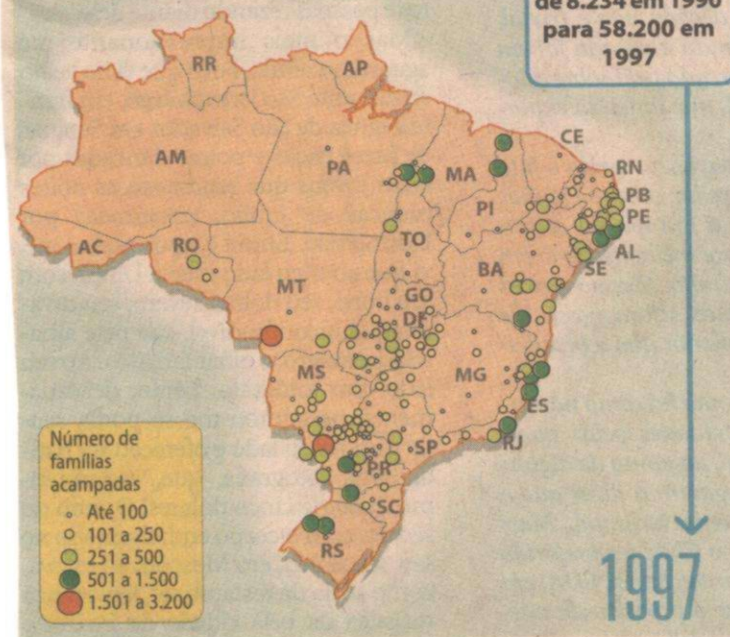 de 8.234 em 1996
para 58.200 em
1997
RR
AP
AM
PA
MA
CE
RN
PB
PE
PI
AC
RO
TO
AL
SE
BA
MT
GO
DF
MS
MG
ES
SP
RJ
PR
SC
RS
Número de
famílias
acampadas
Até 100
101 a 250
251 a 500
501 a 1.500
1.501 a 3.200
1997